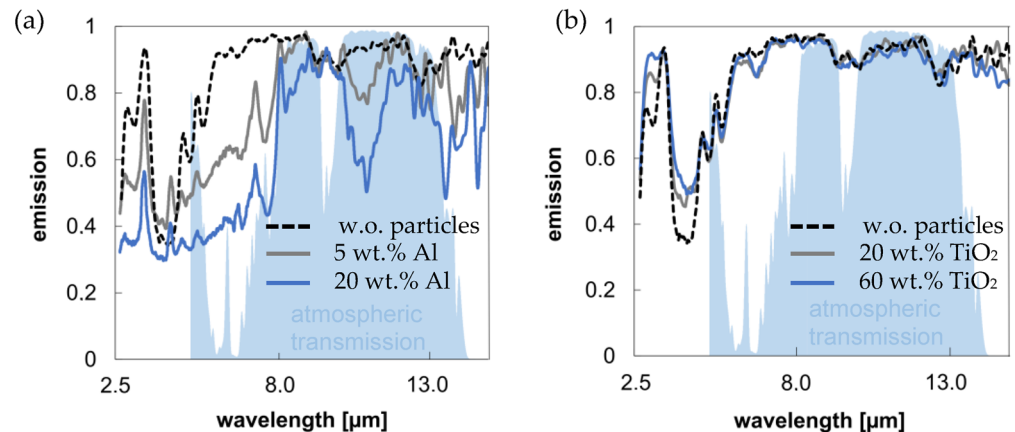 (a)
1
0.8
0.6
0.4
0.2
0
emission
w.o. particles
5 wt.% Al
20 wt.% Al
atmospheric
transmission
2.5
8.0
13.0
wavelength [µm]
(b)
1
0.8
0.6
0.4
0.2
0
emission
w.o. particles
20 wt.% TiO₂
60 wt.% TiO₂
atmospheric
transmission
2.5
8.0
13.0
wavelength [µm]